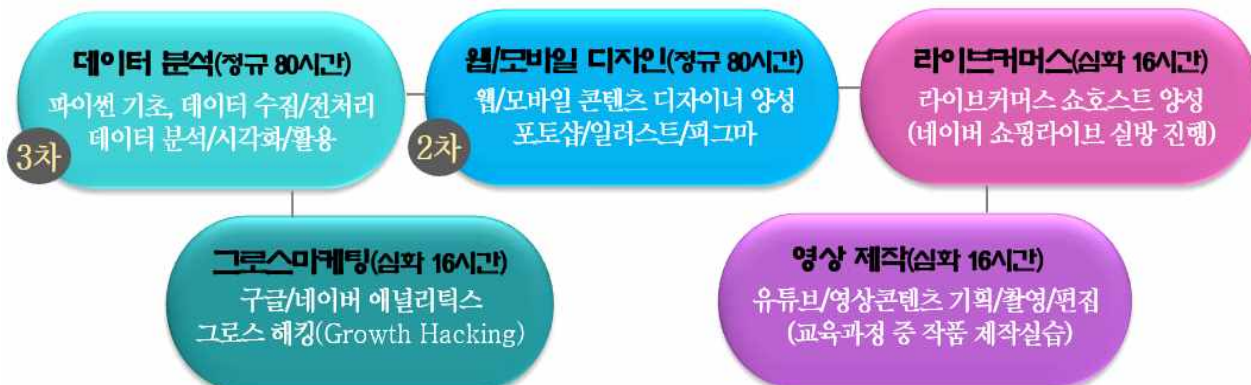 데이터 분석(정규 80시간)
파이썬 기초, 데이터 수집/전처리
데이터 분석/시각화/활용
3차
웹/모바일 디자인(정규 80시간)
웹/모바일 콘텐츠 디자이너 양성
포토샵/일러스트/피그마
2차
라이브커머스(심화 16시간)
라이브커머스 쇼호스트 양성
(네이버 쇼핑라이브 실방 진행)
그로스마케팅(심화 16시간)
구글/네이버 애널리틱스
그로스 해킹(Growth Hacking)
영상 제작(심화 16시간)
유튜브/영상콘텐츠 기획/촬영/편집
(교육과정 중 작품 제작실습)